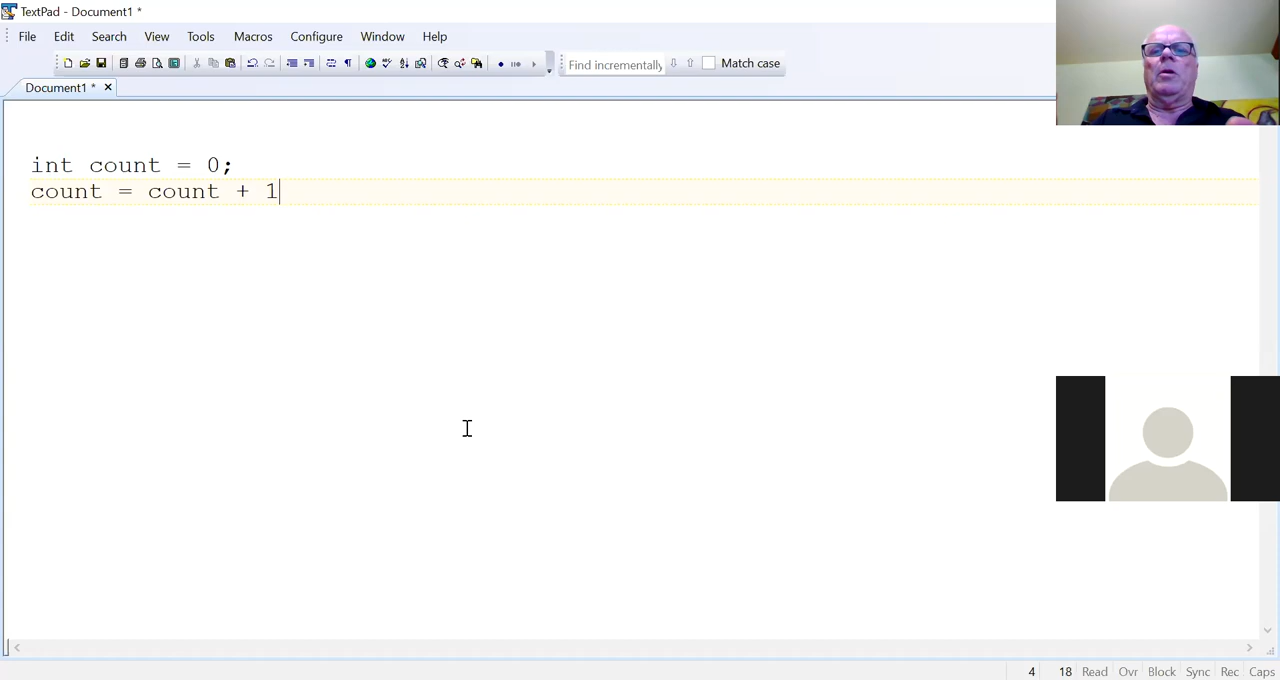 TextPad - Document1 *
File Edit Search View Tools Macros Configure Window Help
Find incrementally Match case
Document1 *
int count = 0;
count = count + 1
4 18 Read Ovr Block Sync Rec Caps